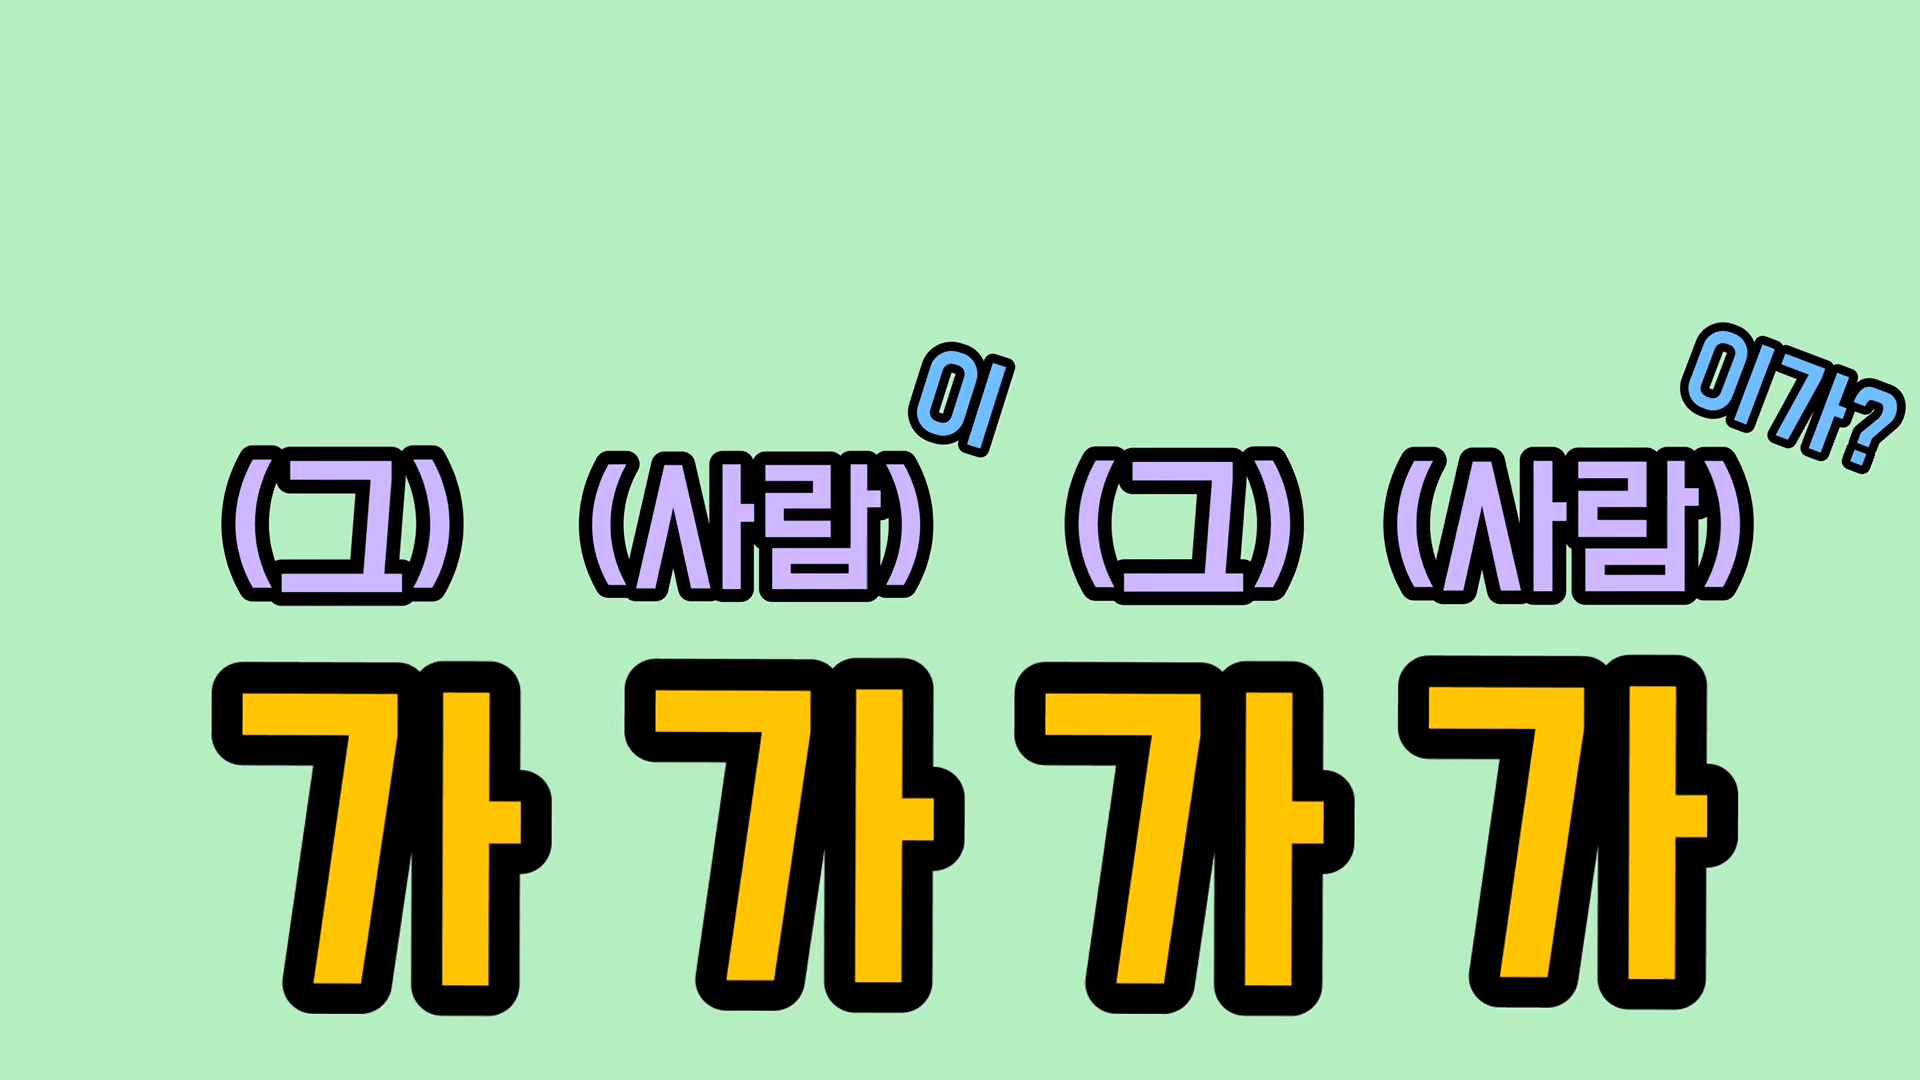 이 이가?
(그) (사람) (그) (사람)
가 가 가 가